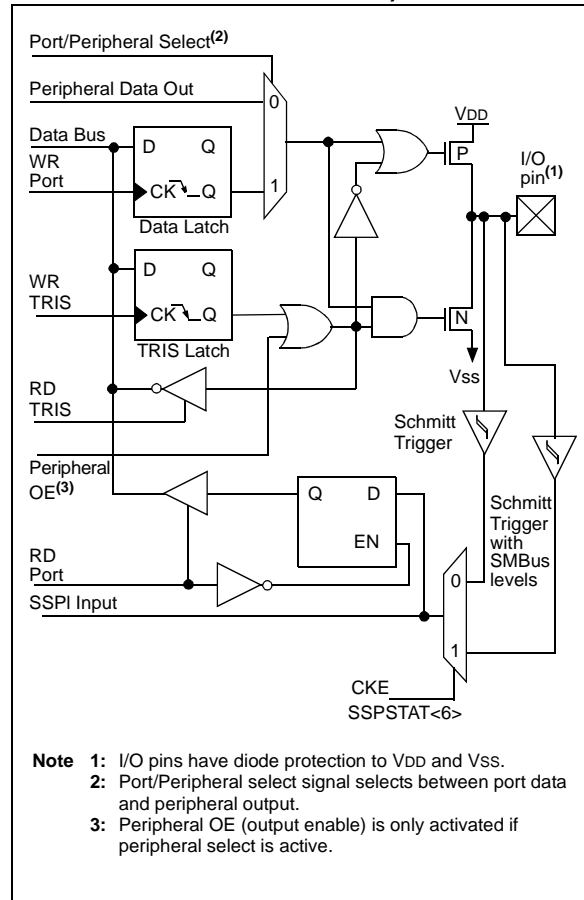 Port/Peripheral Select(2)
Peripheral Data Out
0
VDD
Data Bus
D Q
P
I/O
pin(1)
WR
Port
CK Q
1
Data Latch
D Q
WR
TRIS
CK Q
N
TRIS Latch
Vss
RD
TRIS
Schmitt
Trigger
Peripheral
OE(3)
Q D
Schmitt
Trigger
with
SMBus
levels
EN
RD
Port
0
SSPI Input
1
CKE
SSPSTAT<6>
Note 1: I/O pins have diode protection to VDD and VSS.
2: Port/Peripheral select signal selects between port data
and peripheral output.
3: Peripheral OE (output enable) is only activated if
peripheral select is active.